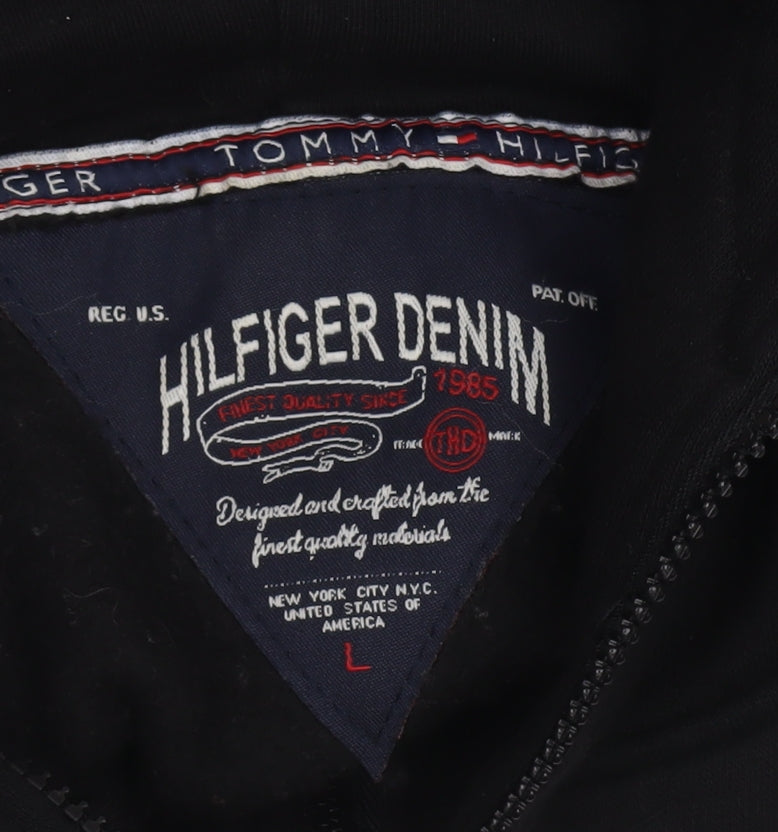 GER TOMMY HILFIG
REG. U.S.
PAT. OFF.
HILFIGER DENIM
FINEST QUALITY SINCE
1985
NEW YORK CITY
TRADE THD MARK
Designed and crafted from the
finest quality materials
NEW YORK CITY N.Y.C.
UNITED STATES OF
AMERICA
L